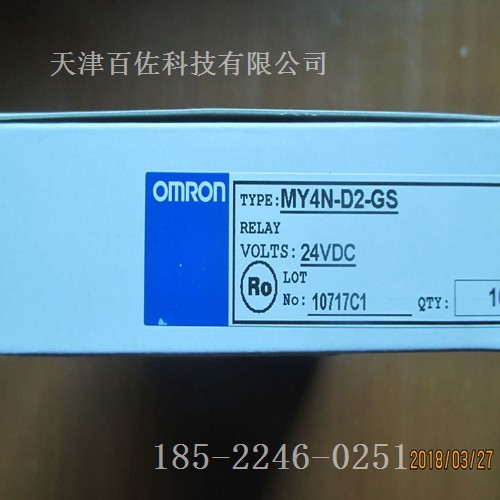 天津百佐科技有限公司
OMRON
TYPE: MY4N-D2-GS
RELAY
VOLTS: 24VDC
Ro
LOT
No: 10717C1 QTY:
185-2246-0251
2018/03/27